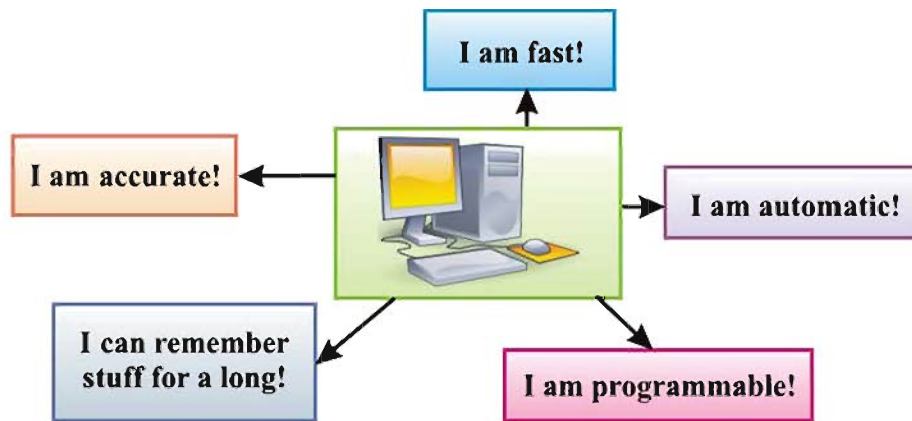 I am fast!
I am accurate!
I am automatic!
I can remember
stuff for a long!
I am programmable!